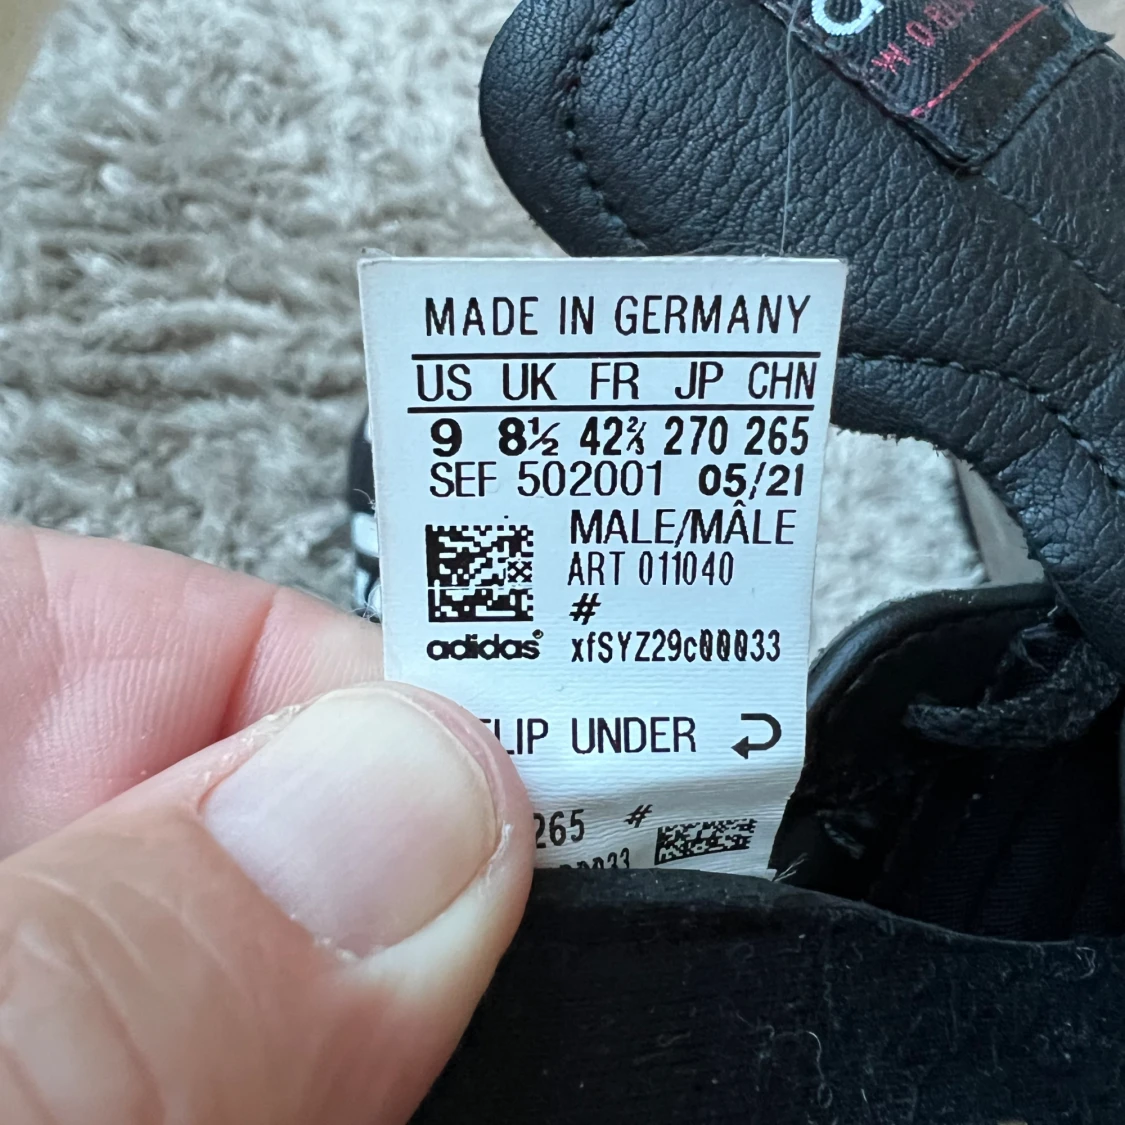 MADE IN GERMANY
US UK FR JP CHN
9 8½ 42⅔ 270 265
SEF 502001 05/21
MALE/MÂLE
ART 011040
#
adidas® xfSYZ29c00033
UNDER
265 #